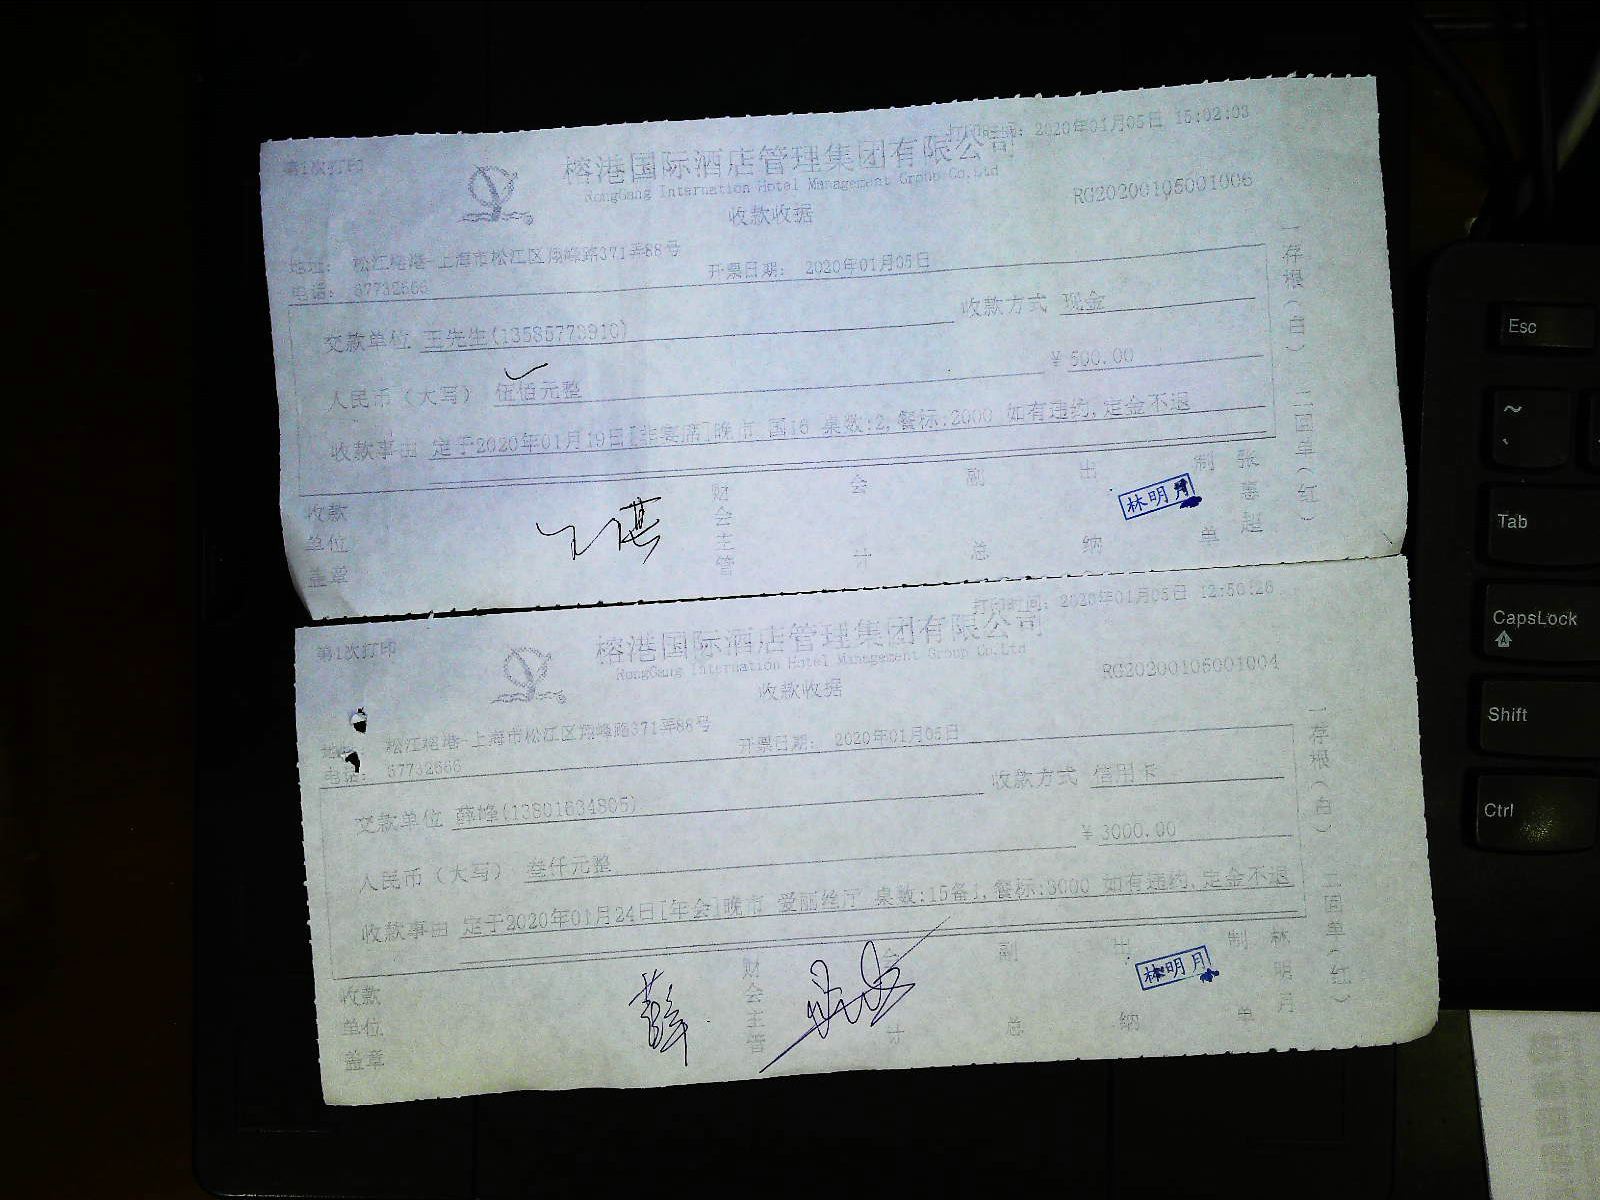 第1次打印
打印时间: 2020年01月05日 15:02:03
榕港国际酒店管理集团有限公司
RongGang Internation Hotel Management Group Co.Ltd
收款收据
RG20200105001006
地址: 松江榕港-上海市松江区翔峰路371弄88号
电话: 67732566
开票日期: 2020年01月05日
交款单位 王先生(13585773910)
收款方式 现金
人民币(大写) 伍佰元整
¥ 500.00
收款事由 定于2020年01月19日[非宴席]晚市 国16 桌数:2,餐标:2000 如有违约,定金不退
收款单位盖章
财会主管
会计
副总
出纳
林明月
制单
张惠超
一存根(白) 二回单(红)
第1次打印
打印时间: 2020年01月05日 12:56:26
榕港国际酒店管理集团有限公司
RongGang Internation Hotel Management Group Co.Ltd
收款收据
RG20200105001004
地址: 松江榕港-上海市松江区翔峰路371弄88号
电话: 67732566
开票日期: 2020年01月05日
交款单位 薛峰(13801634805)
收款方式 信用卡
人民币(大写) 叁仟元整
¥ 3000.00
收款事由 定于2020年01月24日[年会]晚市 爱丽丝厅 桌数:15备1,餐标:3000 如有违约,定金不退
收款单位盖章
薛
财会主管
会计
副总
出纳
林明月
制单
林明月
一存根(白) 二回单(红)
Esc
~
`
Tab
CapsLock
A
Shift
Ctrl